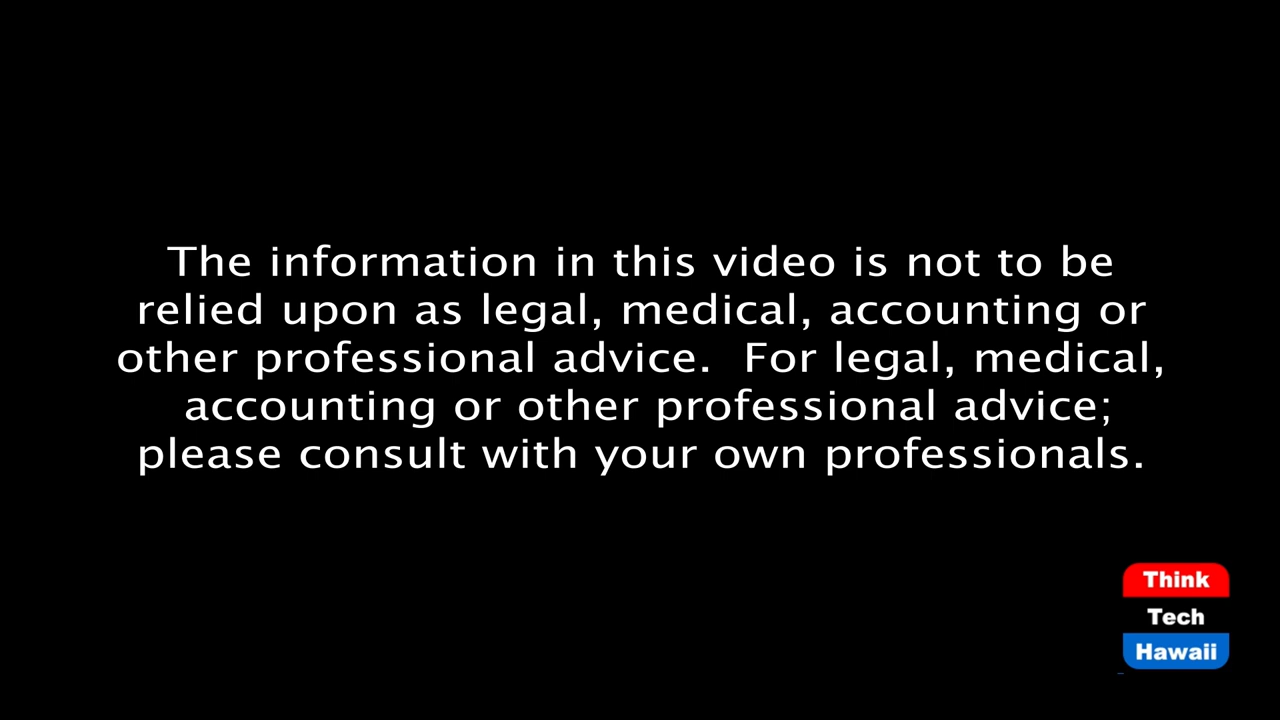 The information in this video is not to be
relied upon as legal, medical, accounting or
other professional advice.  For legal, medical,
accounting or other professional advice;
please consult with your own professionals.
Think
Tech
Hawaii